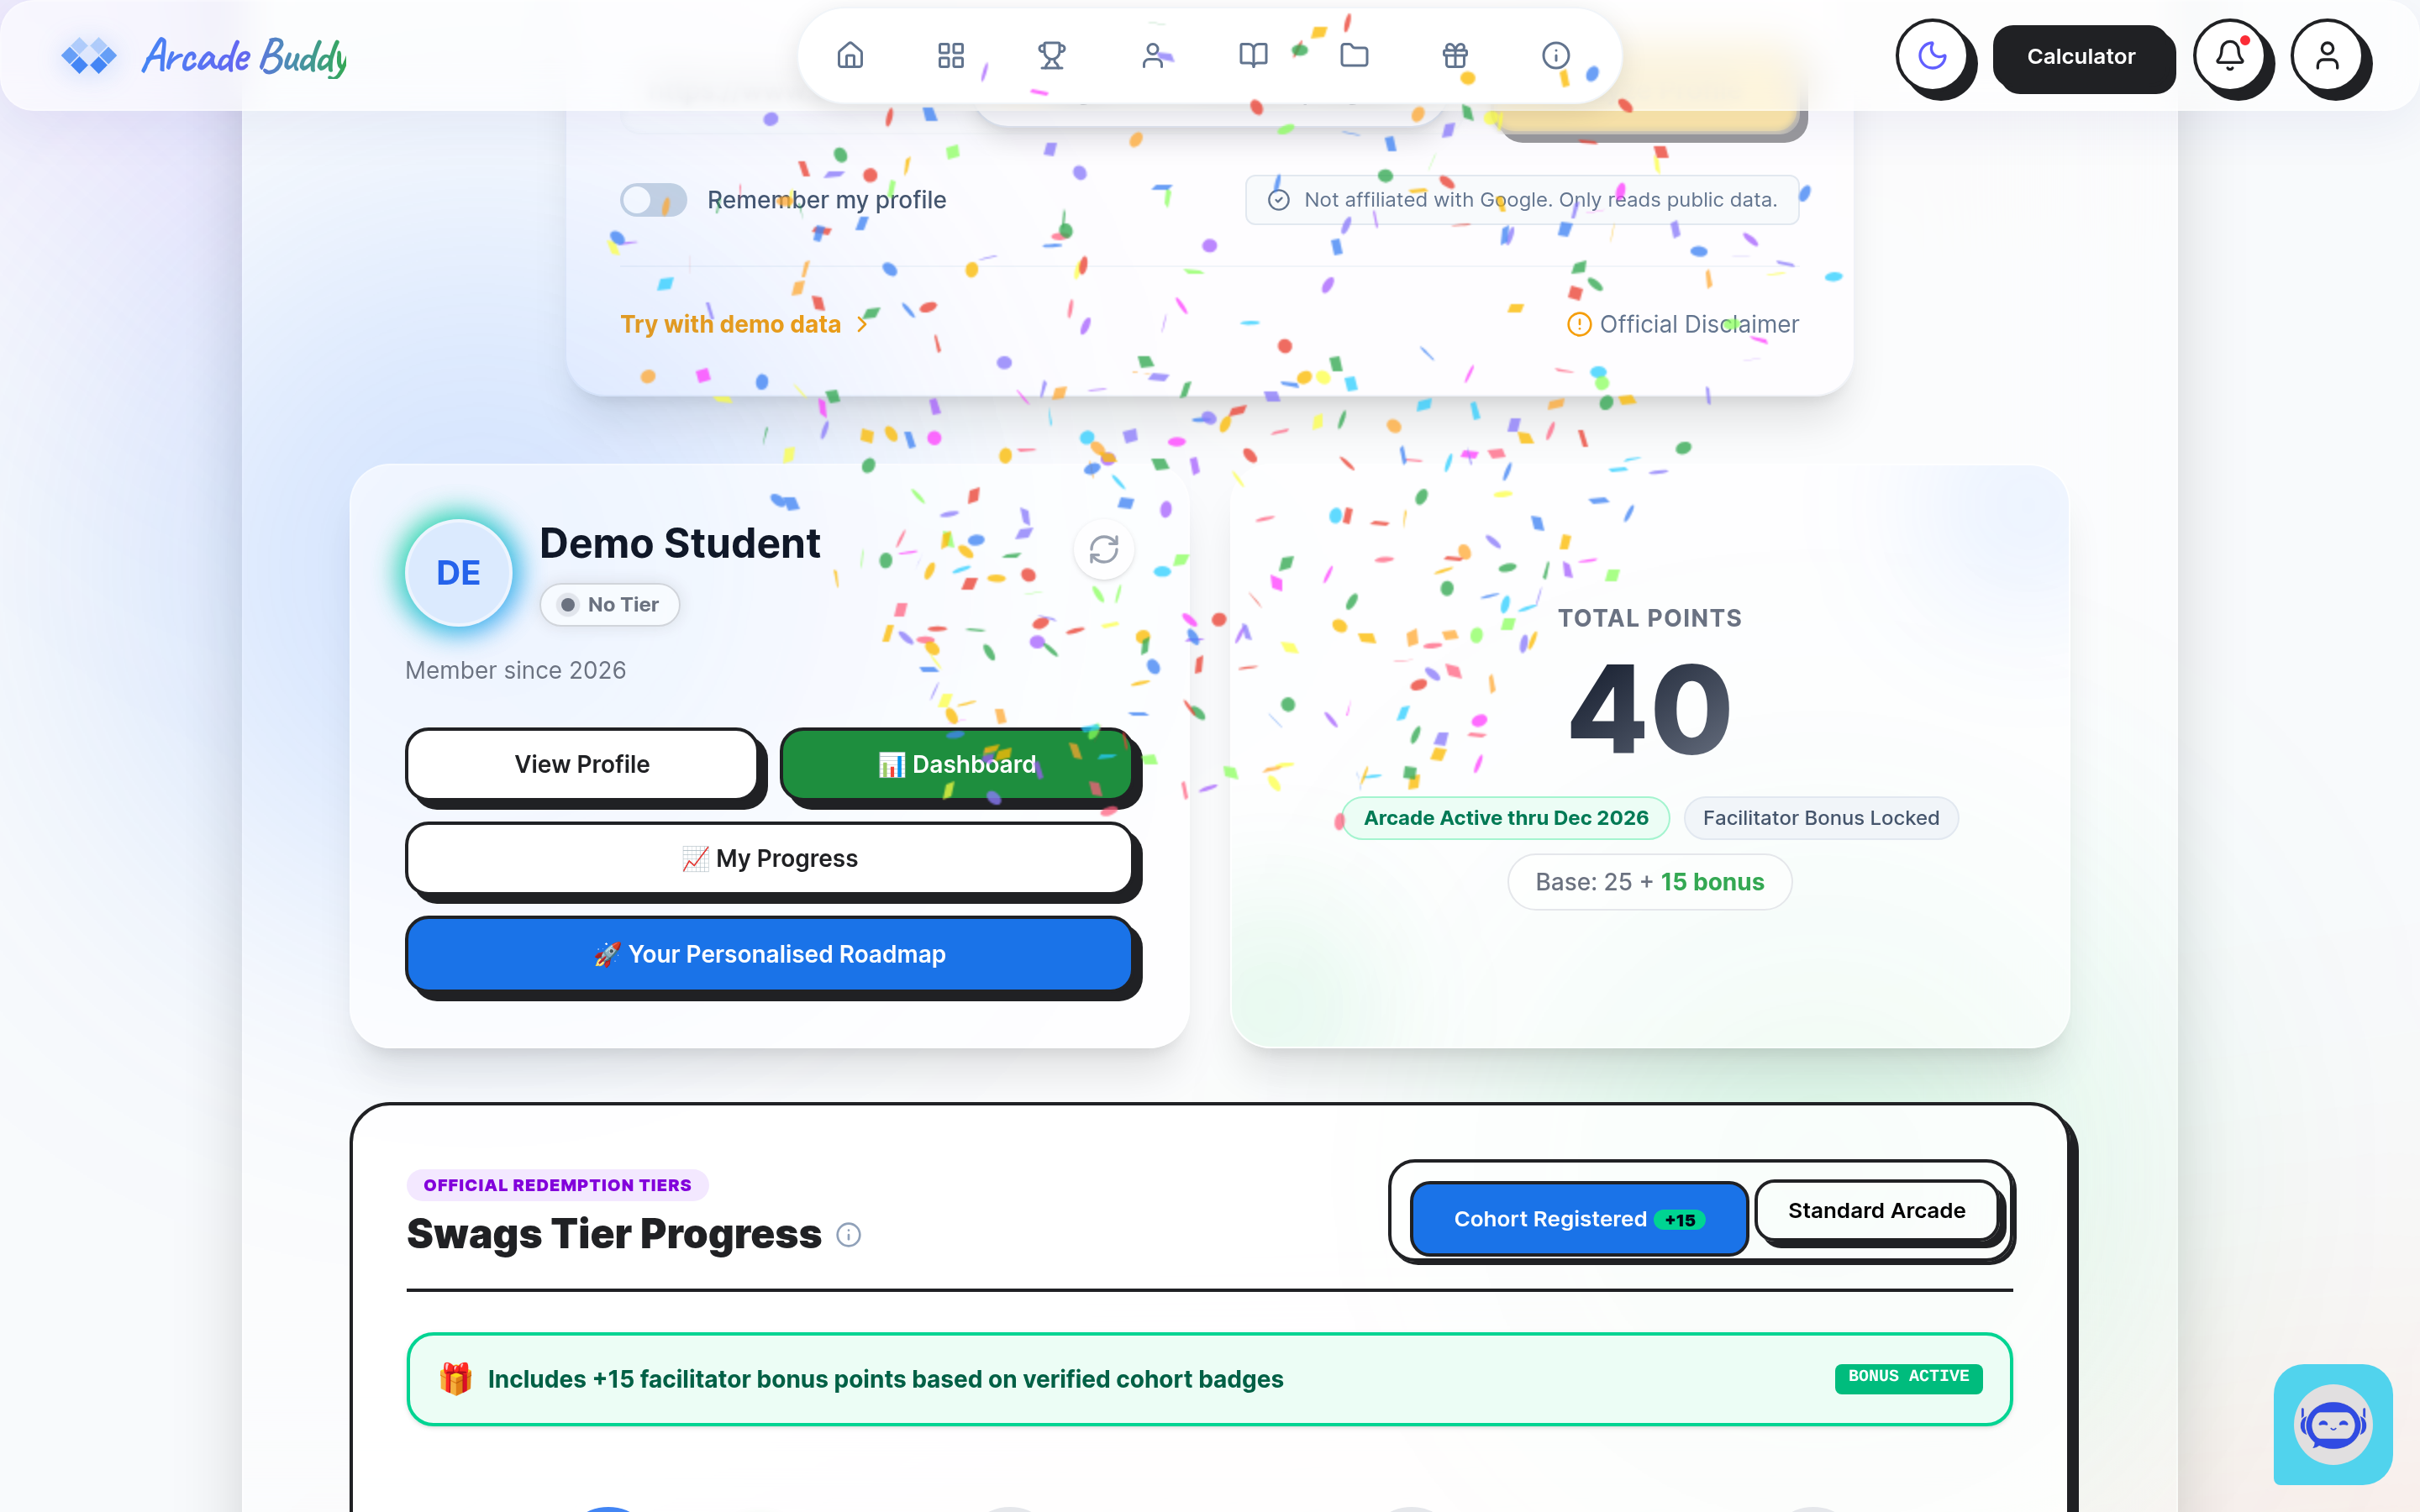 Arcade Buddy
Calculator
Remember my profile
Not affiliated with Google. Only reads public data.
Try with demo data
Official Disclaimer
DE
Demo Student
No Tier
Member since 2026
View Profile
📊 Dashboard
📈 My Progress
🚀 Your Personalised Roadmap
TOTAL POINTS
40
Arcade Active thru Dec 2026
Facilitator Bonus Locked
Base: 25 + 15 bonus
OFFICIAL REDEMPTION TIERS
Swags Tier Progress
Cohort Registered +15
Standard Arcade
🎁 Includes +15 facilitator bonus points based on verified cohort badges
BONUS ACTIVE